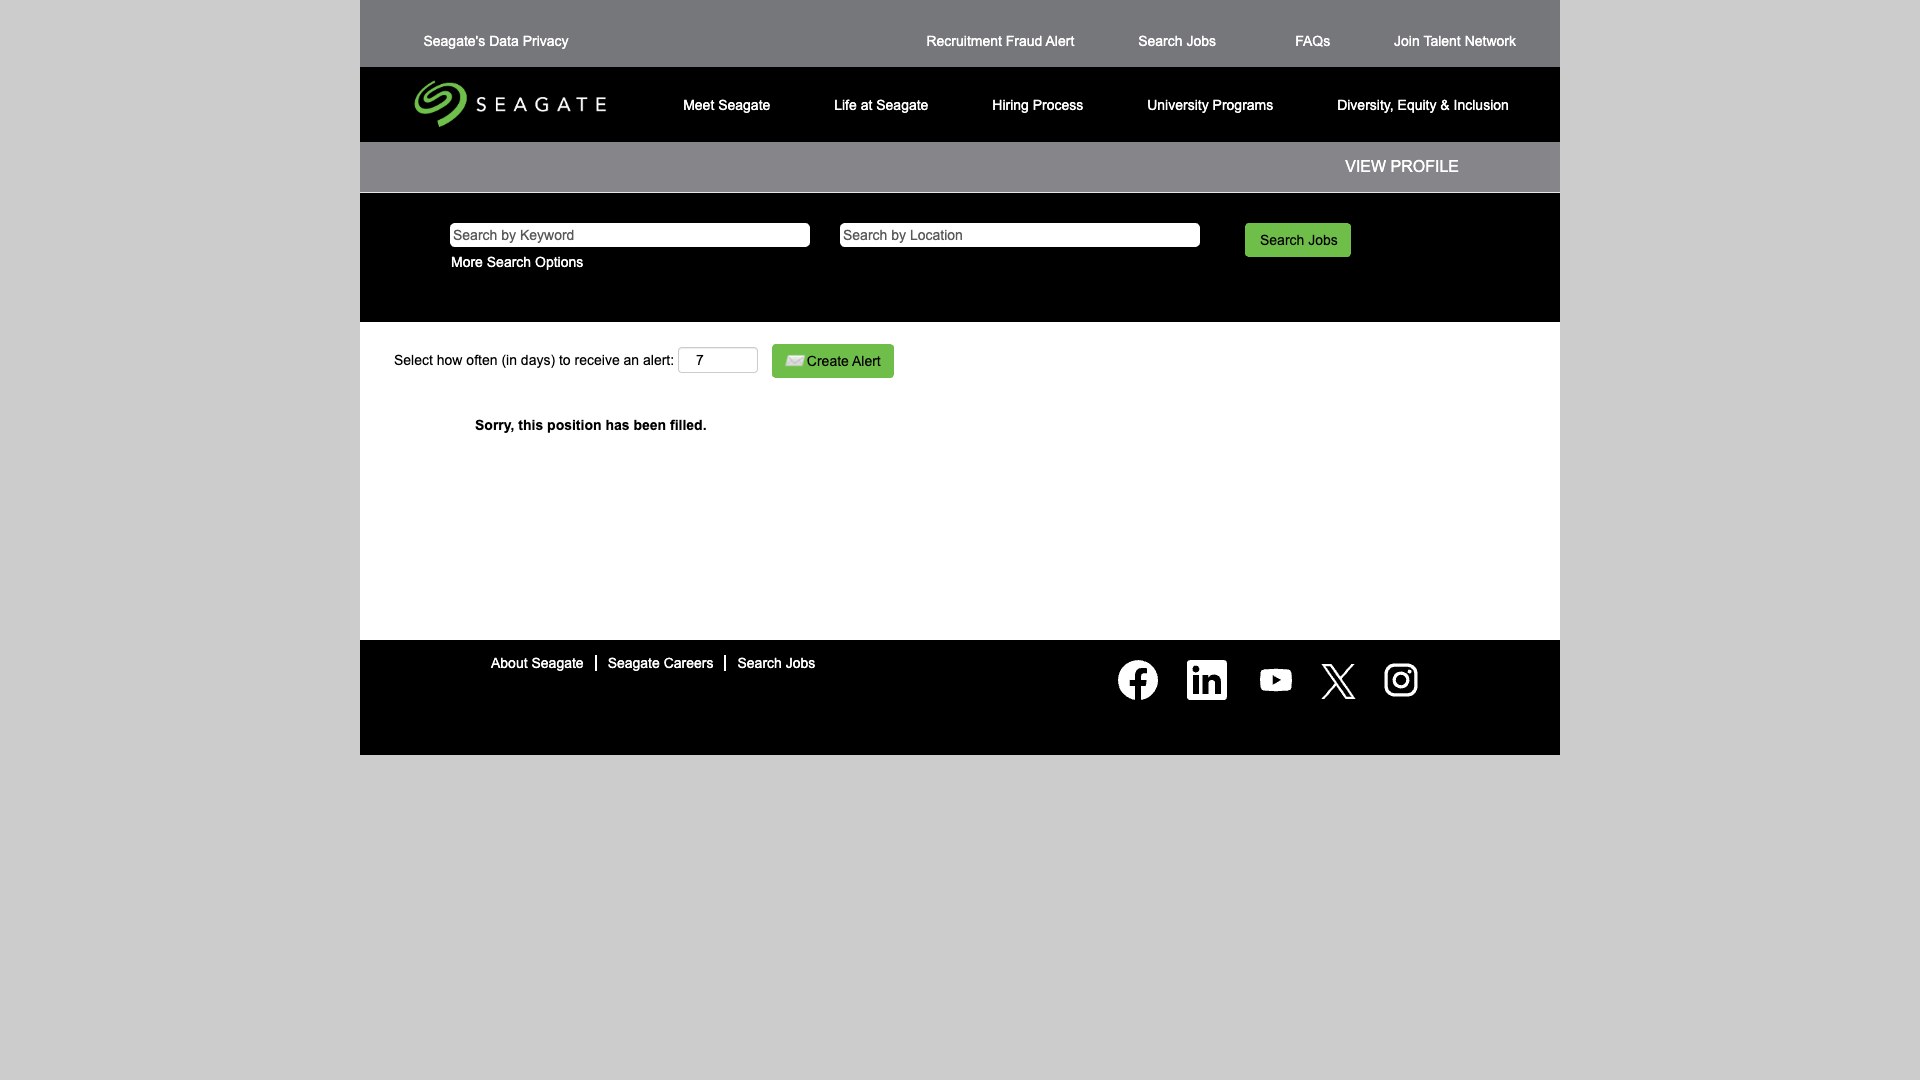 Seagate's Data Privacy
Recruitment Fraud Alert
Search Jobs
FAQs
Join Talent Network
SEAGATE
Meet Seagate
Life at Seagate
Hiring Process
University Programs
Diversity, Equity & Inclusion
VIEW PROFILE
Search by Keyword
Search by Location
Search Jobs
More Search Options
Select how often (in days) to receive an alert: 7
Create Alert
Sorry, this position has been filled.
About Seagate
Seagate Careers
Search Jobs